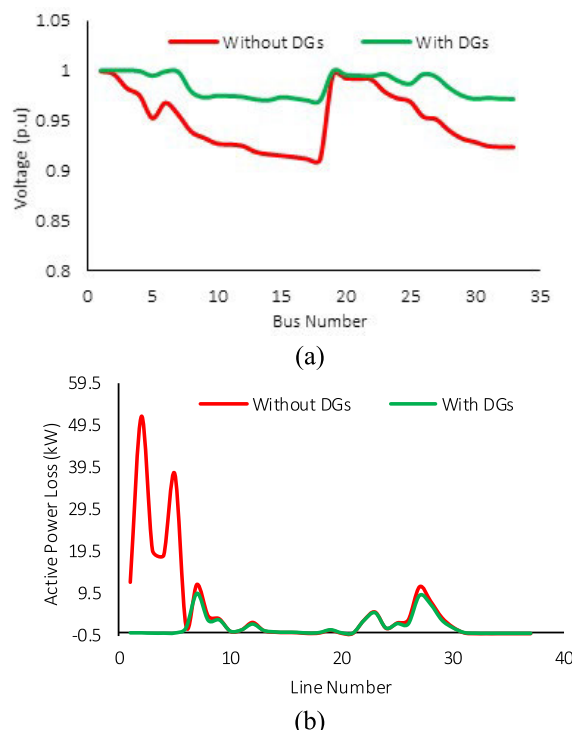 1.05
Without DGs
With DGs
1
0.95
0.9
0.85
0.8
Voltage (p.u)
0
5
10
15
20
25
30
35
Bus Number
(a)
59.5
Without DGs
With DGs
49.5
39.5
29.5
19.5
9.5
-0.5
Active Power Loss (kW)
0
10
20
30
40
Line Number
(b)